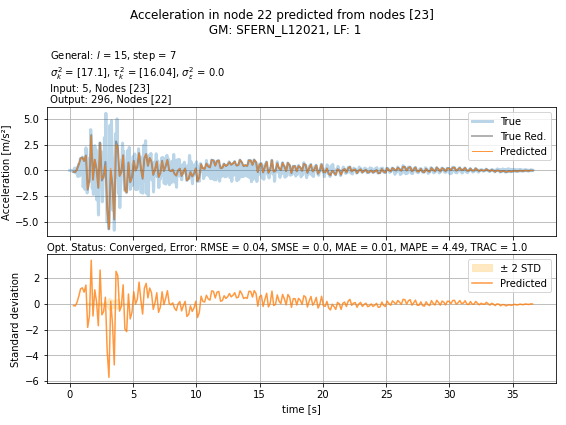 Acceleration in node 22 predicted from nodes [23]
GM: SFERN_L12021, LF: 1
General: l = 15, step = 7
σ²ₖ = [17.1], τ²ₖ = [16.04], σ²ε = 0.0
Input: 5, Nodes [23]
Output: 296, Nodes [22]
Acceleration [m/s²]
5.0
2.5
0.0
−2.5
−5.0
True
True Red.
Predicted
Opt. Status: Converged, Error: RMSE = 0.04, SMSE = 0.0, MAE = 0.01, MAPE = 4.49, TRAC = 1.0
Standard deviation
2
0
−2
−4
−6
± 2 STD
Predicted
0 5 10 15 20 25 30 35
time [s]